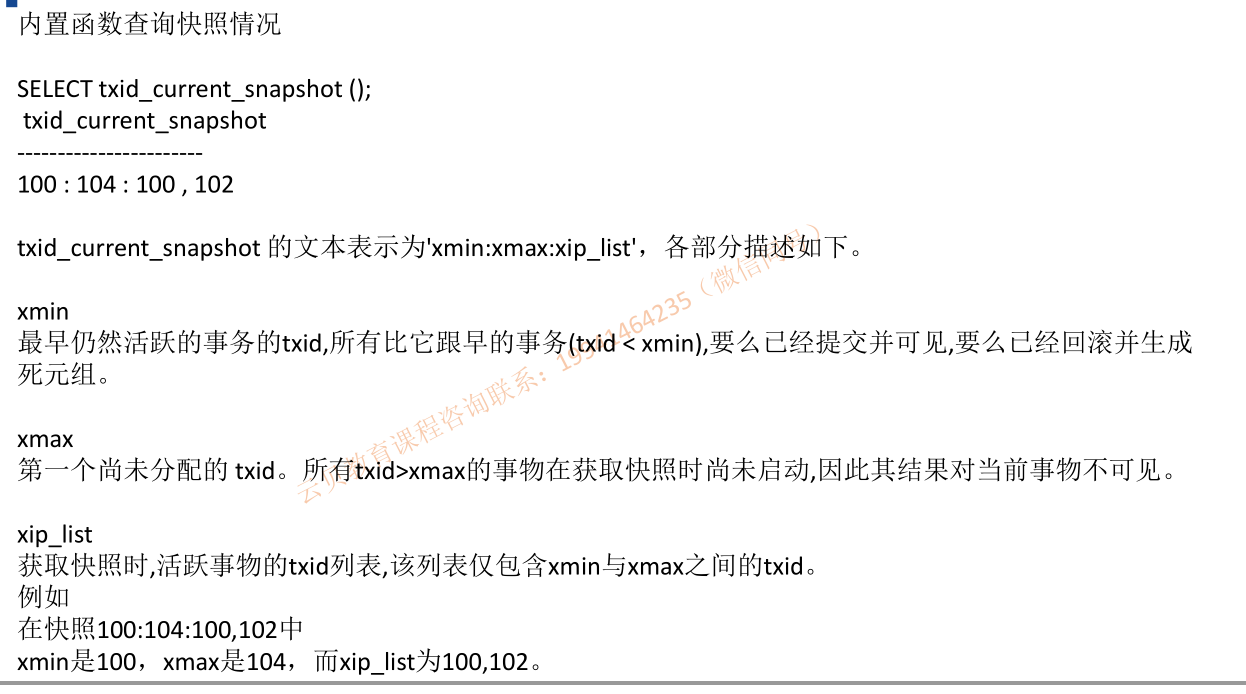 内置函数查询快照情况
SELECT txid_current_snapshot ();
txid_current_snapshot
-----------------------
100 : 104 : 100 , 102
txid_current_snapshot 的文本表示为'xmin:xmax:xip_list'，各部分描述如下。
xmin
最早仍然活跃的事务的txid,所有比它跟早的事务(txid < xmin),要么已经提交并可见,要么已经回滚并生成
死元组。
xmax
第一个尚未分配的 txid。所有txid>xmax的事物在获取快照时尚未启动,因此其结果对当前事物不可见。
xip_list
获取快照时,活跃事物的txid列表,该列表仅包含xmin与xmax之间的txid。
例如
在快照100:104:100,102中
xmin是100，xmax是104，而xip_list为100,102。
教育课程咨询联系：